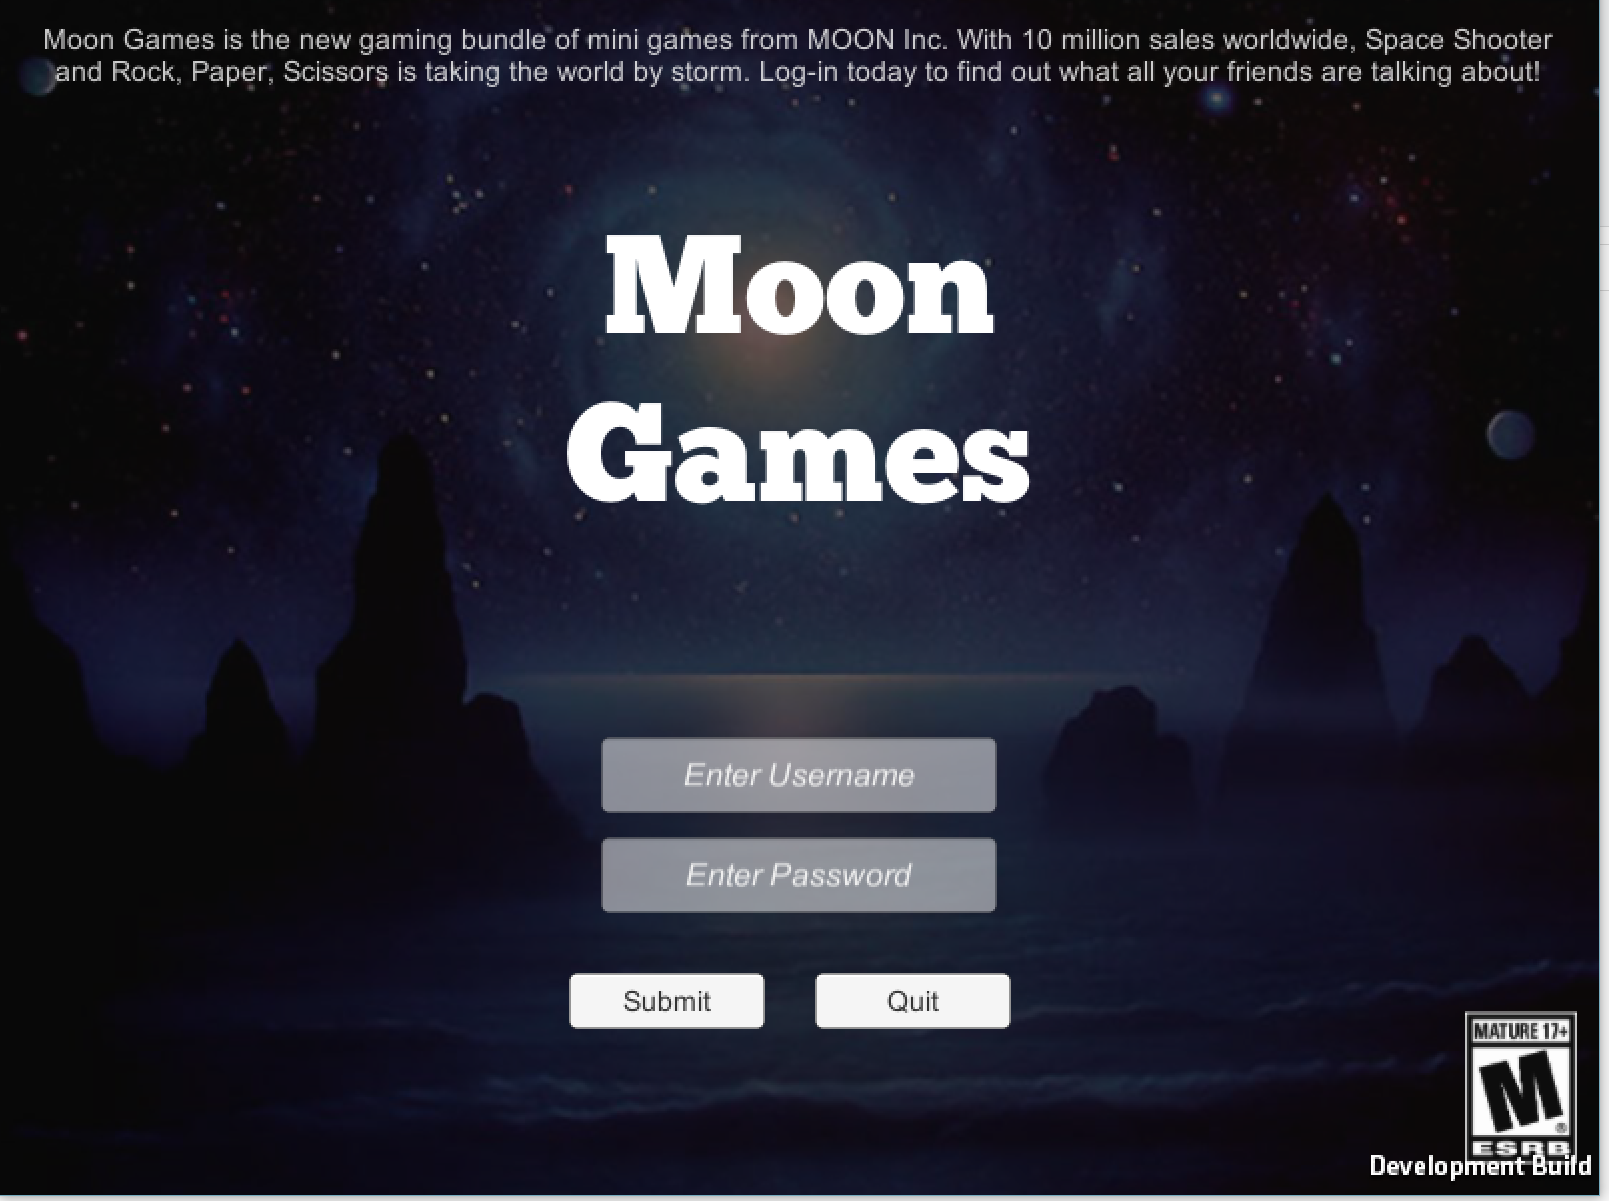 Moon Games is the new gaming bundle of mini games from MOON Inc. With 10 million sales worldwide, Space Shooter
and Rock, Paper, Scissors is taking the world by storm. Log-in today to find out what all your friends are talking about!
Moon
Games
Enter Username
Enter Password
Submit
Quit
MATURE 17+
M
®
ESRB
Development Build